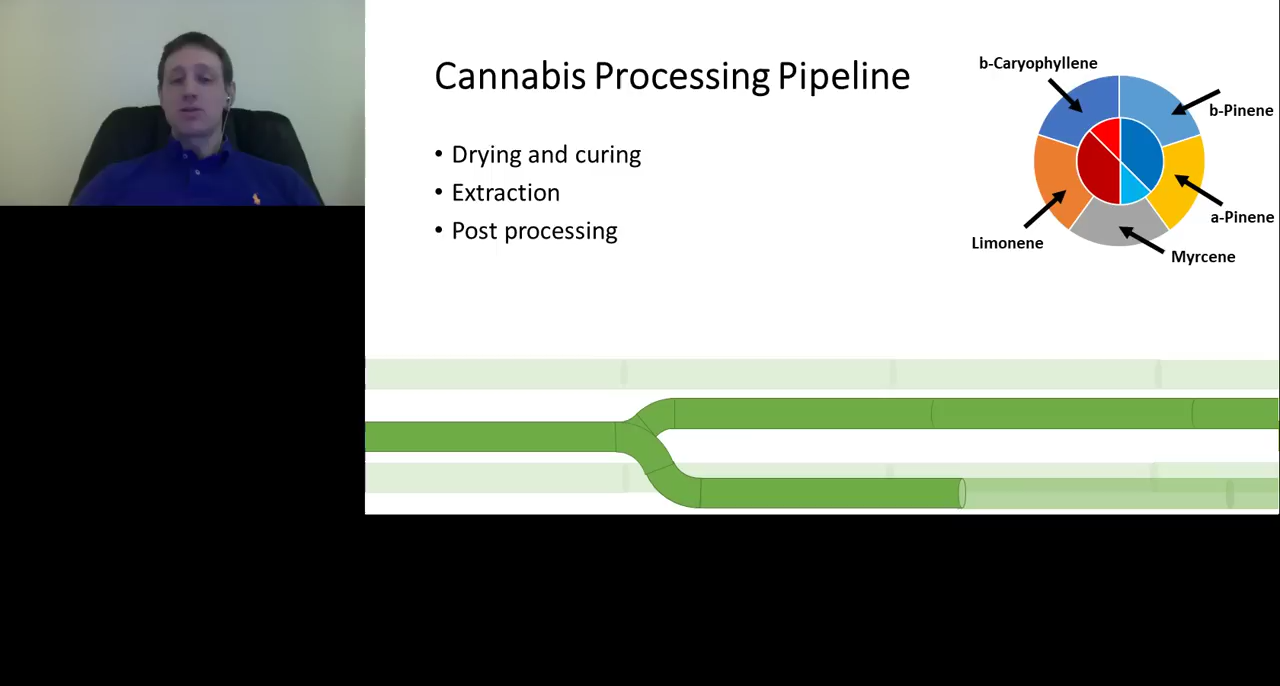 Cannabis Processing Pipeline
• Drying and curing
• Extraction
• Post processing
b-Caryophyllene
b-Pinene
a-Pinene
Limonene
Myrcene